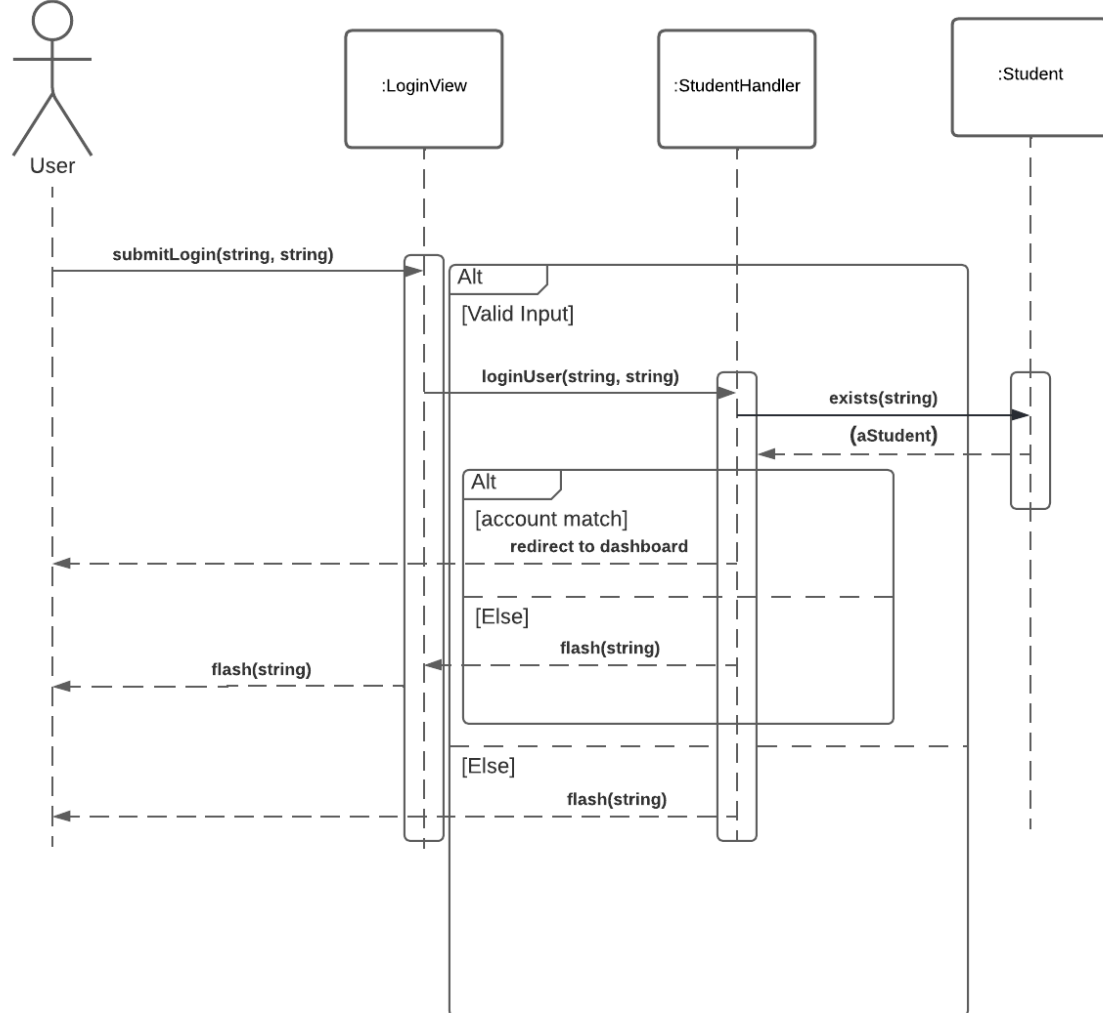 :LoginView
:StudentHandler
:Student
User
submitLogin(string, string)
Alt
[Valid Input]
loginUser(string, string)
exists(string)
(aStudent)
Alt
[account match]
redirect to dashboard
[Else]
flash(string)
flash(string)
[Else]
flash(string)